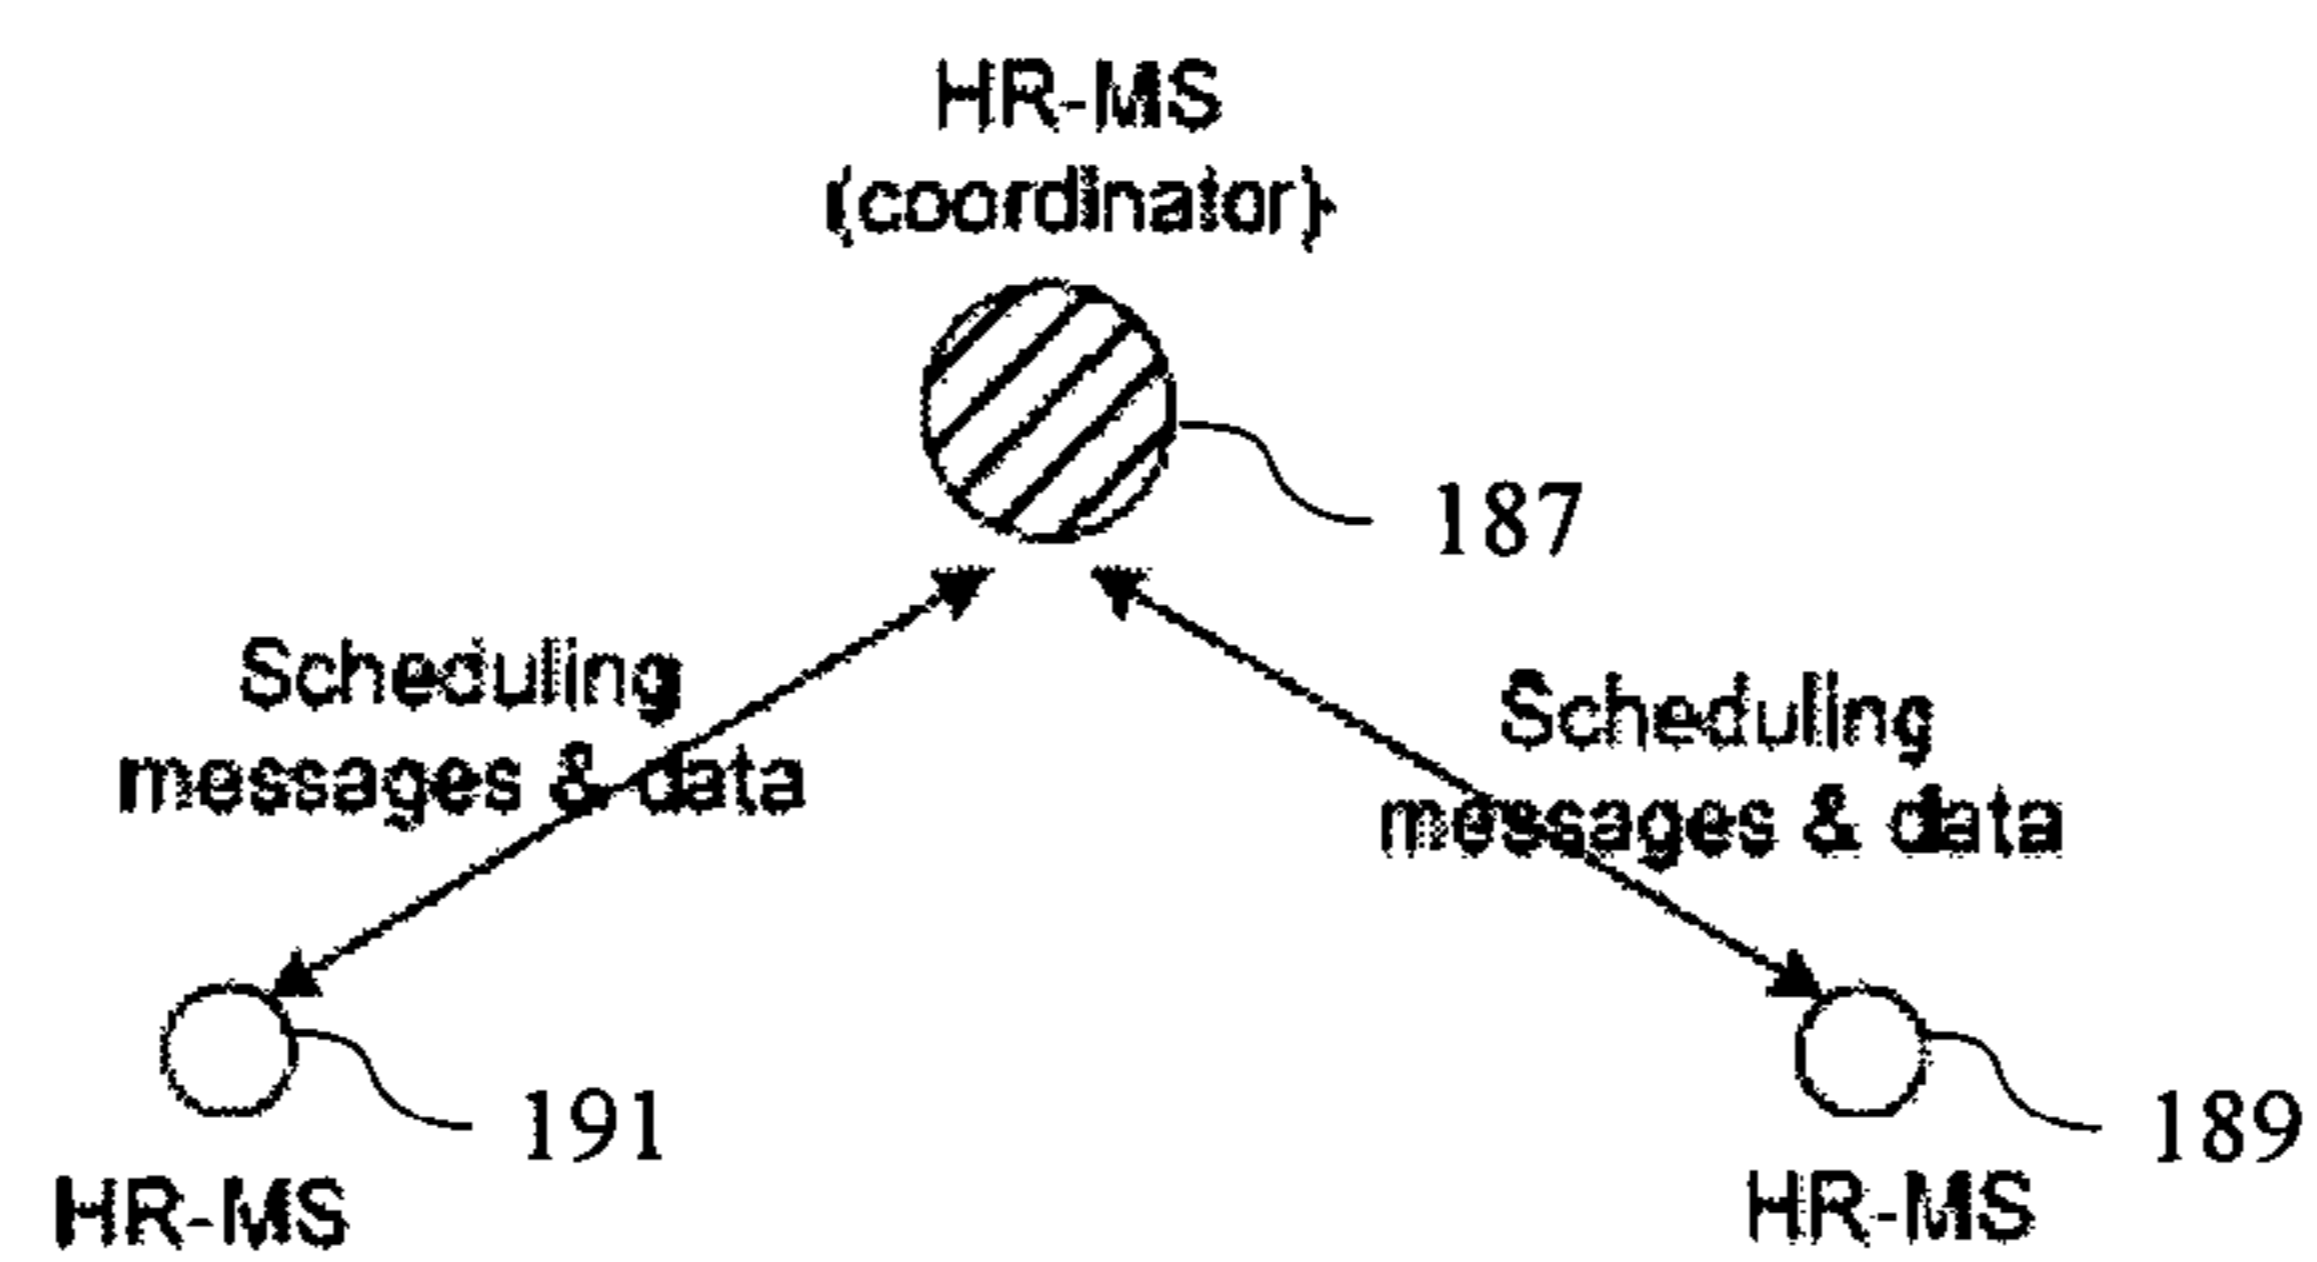 HR-MS
(coordinator)
187
Scheduling
messages & data
Scheduling
messages & data
191
HR-MS
189
HR-MS